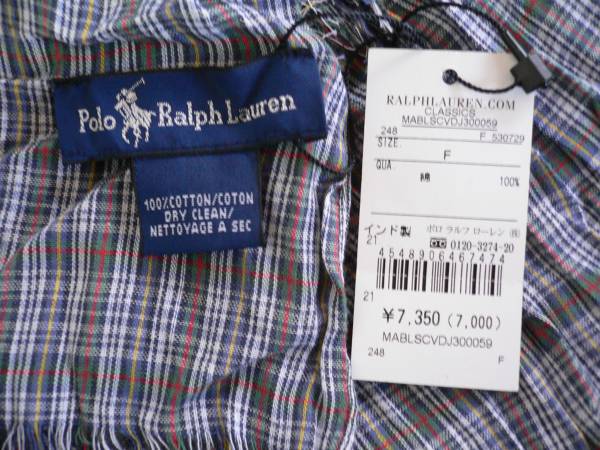 Polo Ralph Lauren
100%COTTON/COTON
DRY CLEAN/
NETTOYAGE A SEC
RALPHLAUREN.COM
CLASSICS
MABLSCVDJ300059
248 F 530729
SIZE.
F
QUA.
綿 100%
インド製 ポロ ラルフ ローレン ㈱
21 0120-3274-20
4548906467474
21
¥7,350 (7,000)
MABLSCVDJ300059
248 F